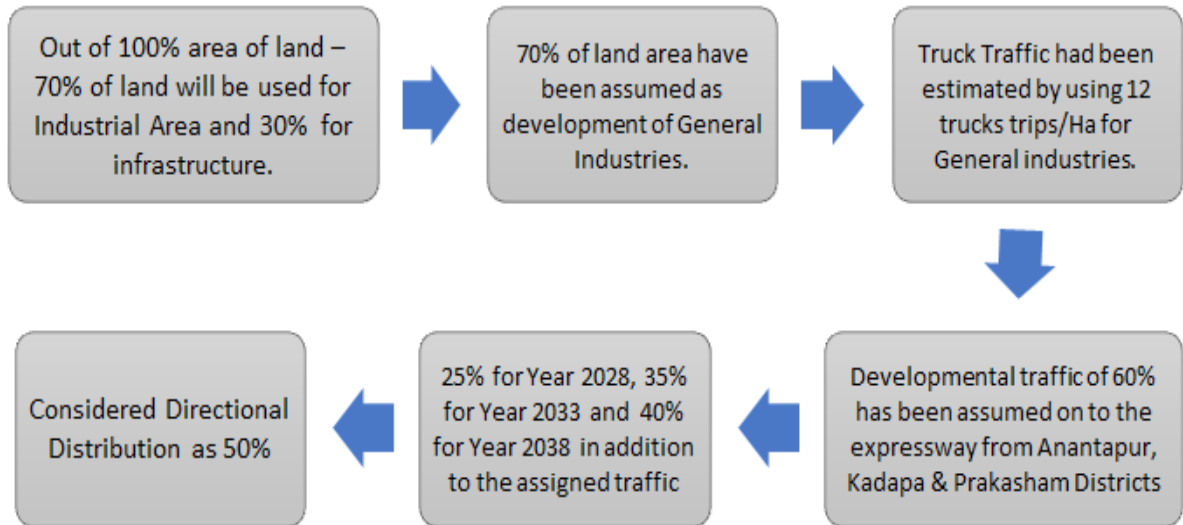 Out of 100% area of land –
70% of land will be used for
Industrial Area and 30% for
infrastructure.
70% of land area have
been assumed as
development of General
Industries.
Truck Traffic had been
estimated by using 12
trucks trips/Ha for
General industries.
Developmental traffic of 60%
has been assumed on to the
expressway from Anantapur,
Kadapa & Prakasham Districts
25% for Year 2028, 35%
for Year 2033 and 40%
for Year 2038 in addition
to the assigned traffic
Considered Directional
Distribution as 50%